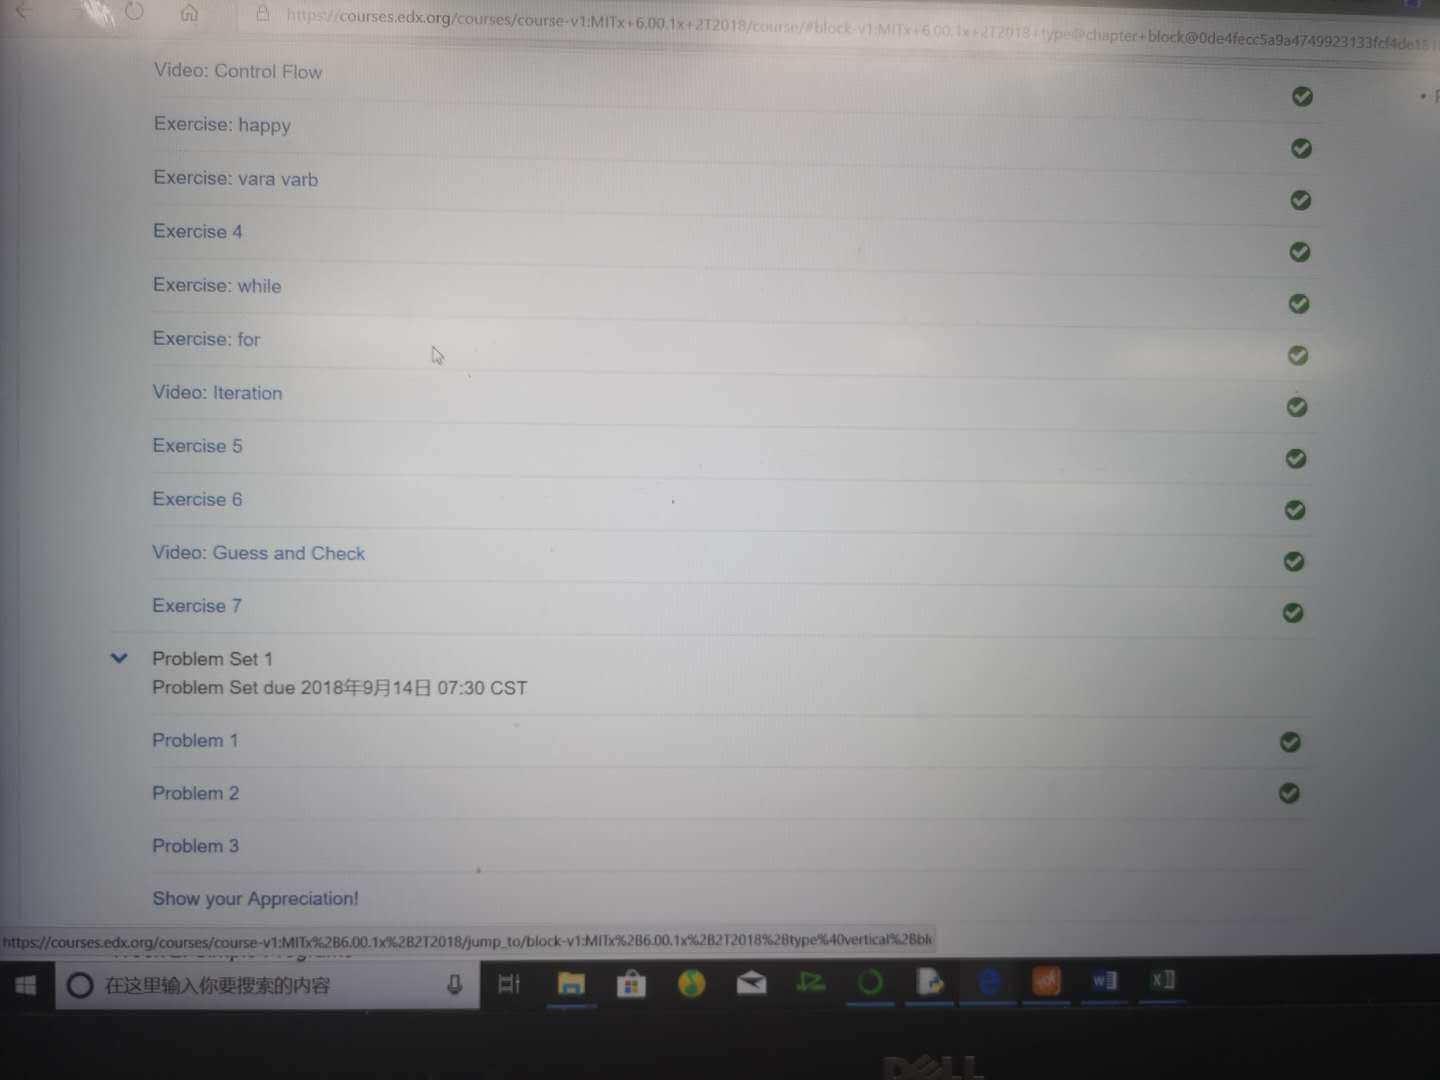 https://courses.edx.org/courses/course-v1:MITx+6.00.1x+2T2018/course/#block-v1:MITx+6.00.1x+2T2018+type@chapter+block@0de4fecc5a9a4749923133fcf4de
Video: Control Flow
Exercise: happy
Exercise: vara varb
Exercise 4
Exercise: while
Exercise: for
Video: Iteration
Exercise 5
Exercise 6
Video: Guess and Check
Exercise 7
Problem Set 1
Problem Set due 2018年9月14日 07:30 CST
Problem 1
Problem 2
Problem 3
Show your Appreciation!
https://courses.edx.org/courses/course-v1:MITx%2B6.00.1x%2B2T2018/jump_to/block-v1:MITx%2B6.00.1x%2B2T2018%2Btype%40vertical%2Bbl
在这里输入你要搜索的内容
DELL